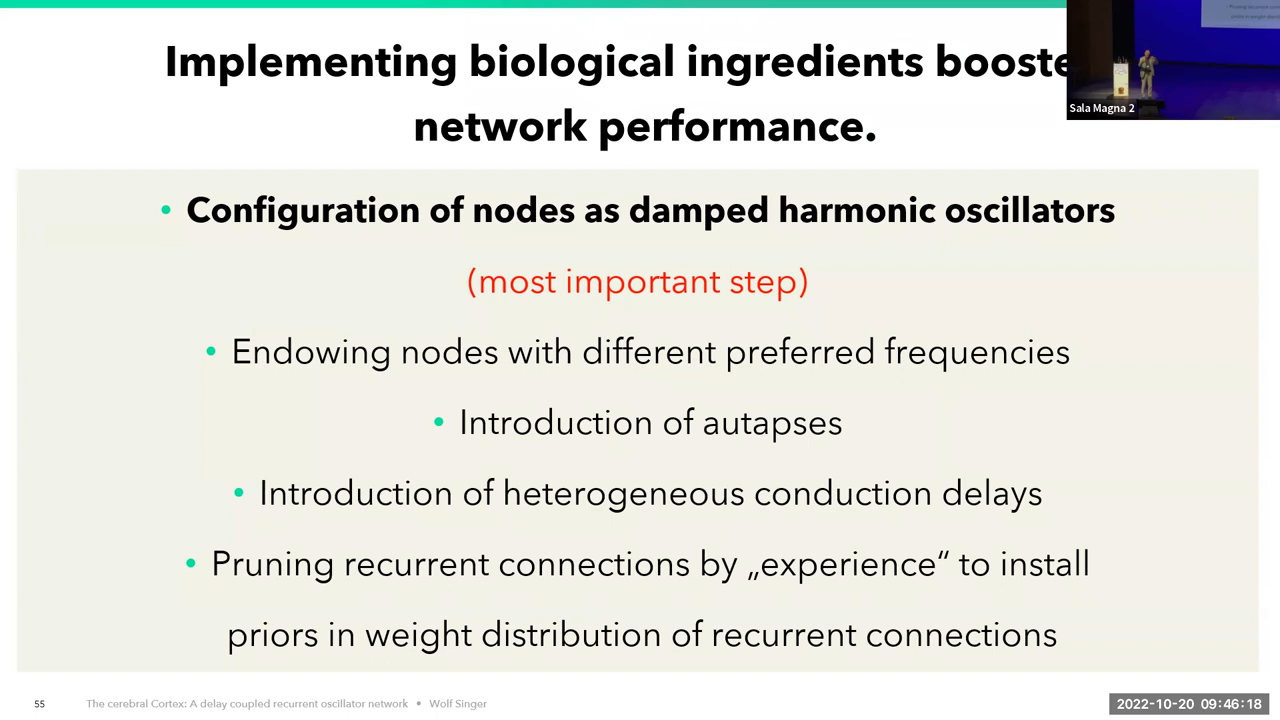 Implementing biological ingredients booste
network performance.
Sala Magna 2
• Configuration of nodes as damped harmonic oscillators
(most important step)
• Endowing nodes with different preferred frequencies
• Introduction of autapses
• Introduction of heterogeneous conduction delays
• Pruning recurrent connections by „experience“ to install
priors in weight distribution of recurrent connections
55 The cerebral Cortex: A delay coupled recurrent oscillator network • Wolf Singer
2022-10-20 09:46:18